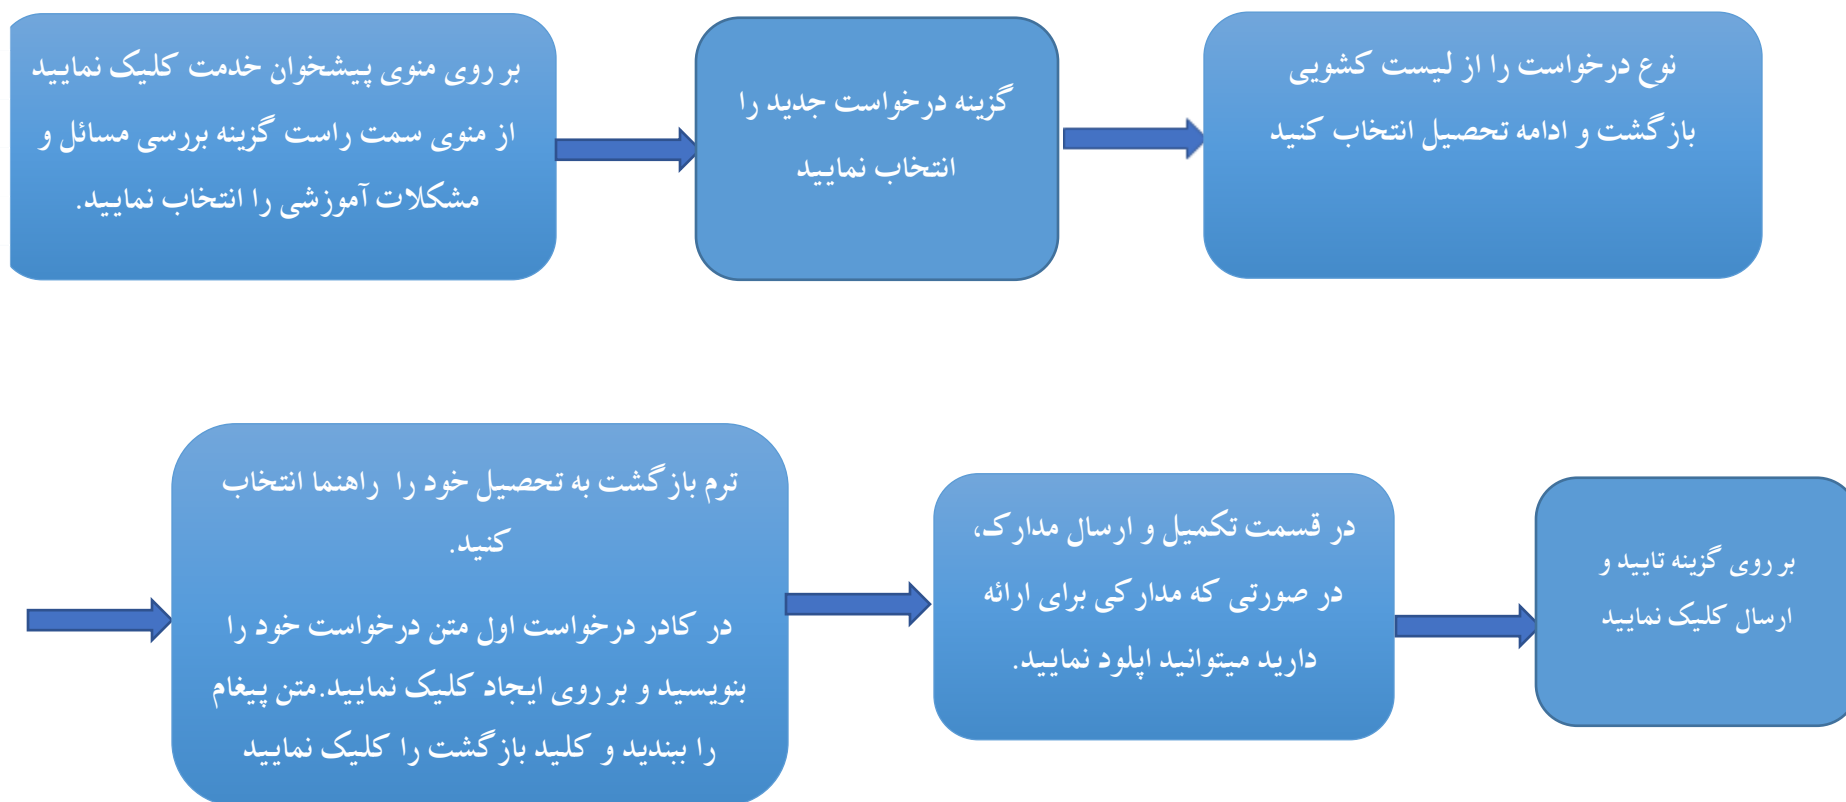 بر روی منوی پیشخوان خدمت کلیک نمایید
از منوی سمت راست گزینه بررسی مسائل و
مشکلات آموزشی را انتخاب نمایید.
گزینه درخواست جدید را
انتخاب نمایید
نوع درخواست را از لیست کشویی
بازگشت و ادامه تحصیل انتخاب کنید
ترم بازگشت به تحصیل خود را راهنما انتخاب
کنید.
در کادر درخواست اول متن درخواست خود را
بنویسید و بر روی ایجاد کلیک نمایید.متن پیغام
را ببندید و کلید بازگشت را کلیک نمایید
در قسمت تکمیل و ارسال مدارک،
در صورتی که مدارکی برای ارائه
دارید میتوانید اپلود نمایید.
بر روی گزینه تایید و
ارسال کلیک نمایید